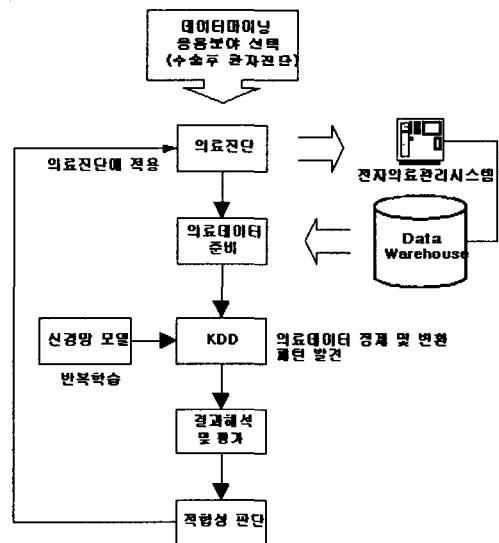 데이터마이닝
응용분야 선택
(수술후 환자진단)
의료진단
의료진단에 적용
전자의료관리시스템
의료데이터
준비
Data
Warehouse
신경망 모델
반복학습
KDD
의료데이터 정제 및 변환
패턴 발견
결과해석
및 평가
적합성 판단